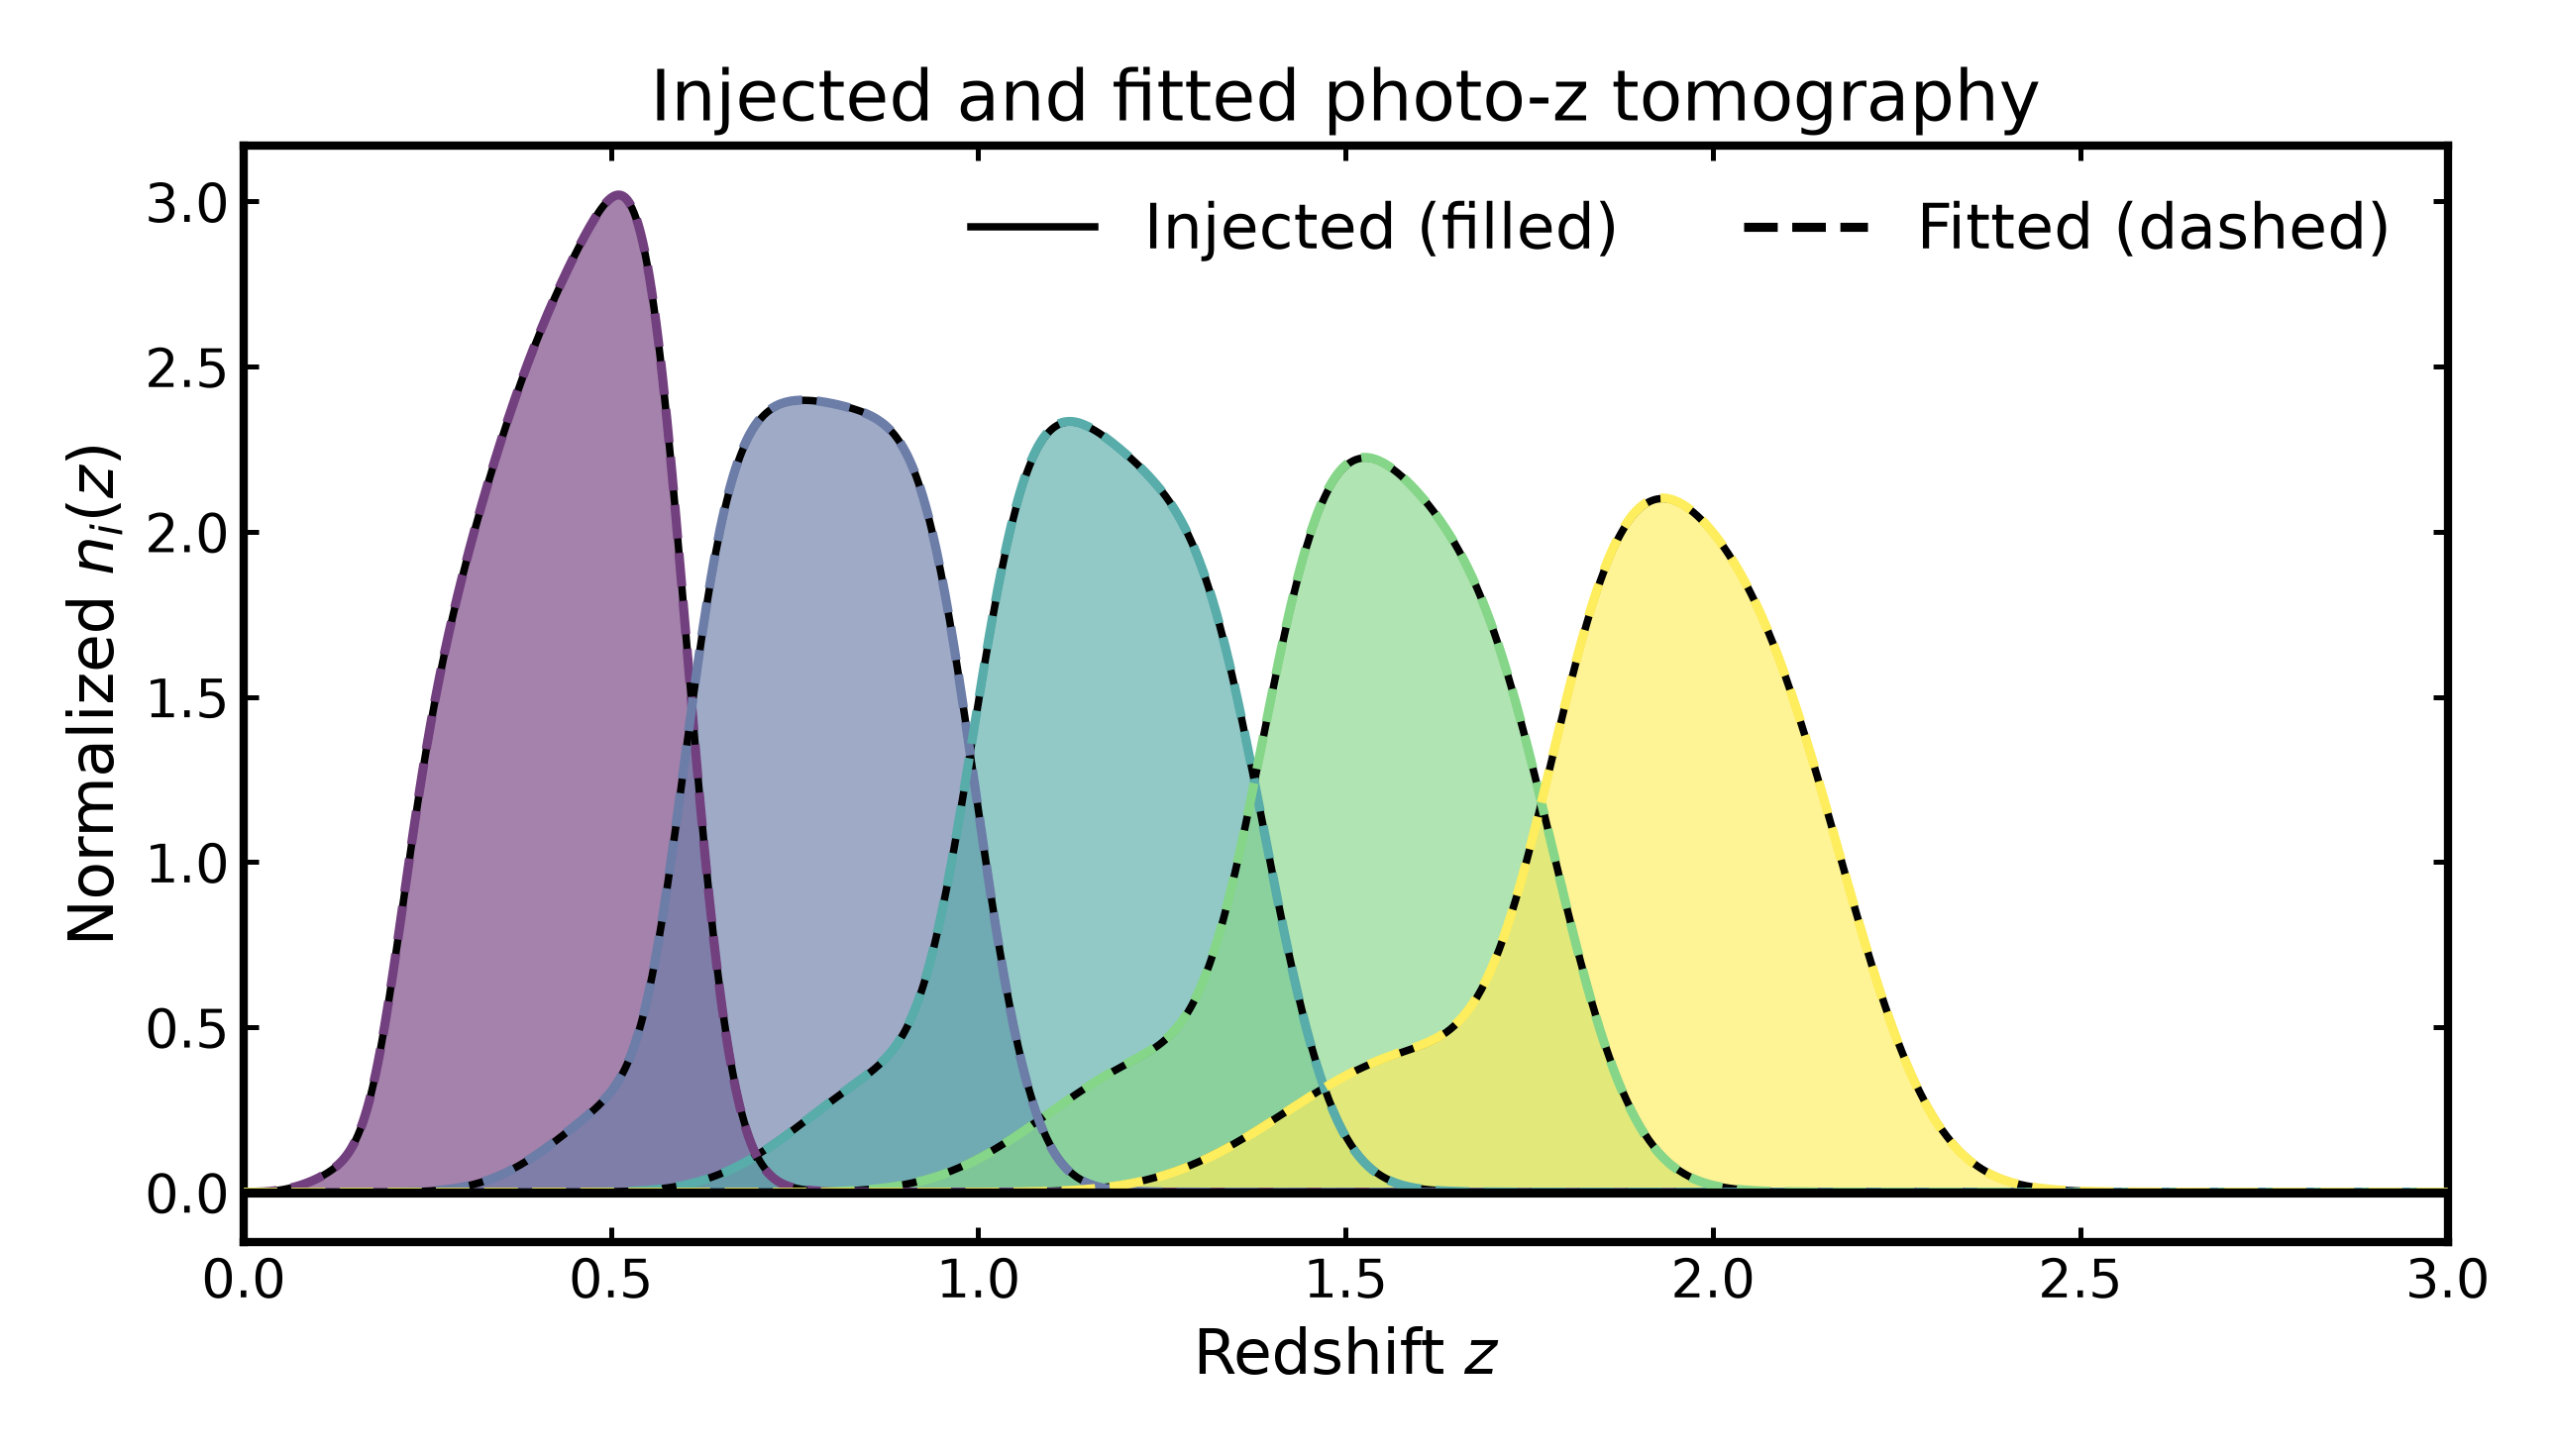 Injected and fitted photo-z tomography
Injected (filled)
Fitted (dashed)
Normalized n_i(z)
3.0
2.5
2.0
1.5
1.0
0.5
0.0
0.0 0.5 1.0 1.5 2.0 2.5 3.0
Redshift z